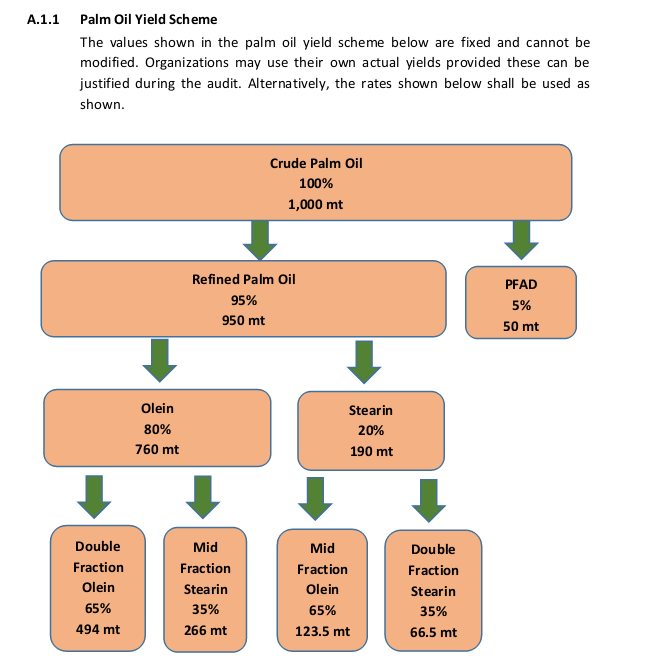 A.1.1 Palm Oil Yield Scheme
The values shown in the palm oil yield scheme below are fixed and cannot be
modified. Organizations may use their own actual yields provided these can be
justified during the audit. Alternatively, the rates shown below shall be used as
shown.
Crude Palm Oil
100%
1,000 mt
Refined Palm Oil
95%
950 mt
PFAD
5%
50 mt
Olein
80%
760 mt
Stearin
20%
190 mt
Double
Fraction
Olein
65%
494 mt
Mid
Fraction
Stearin
35%
266 mt
Mid
Fraction
Olein
65%
123.5 mt
Double
Fraction
Stearin
35%
66.5 mt